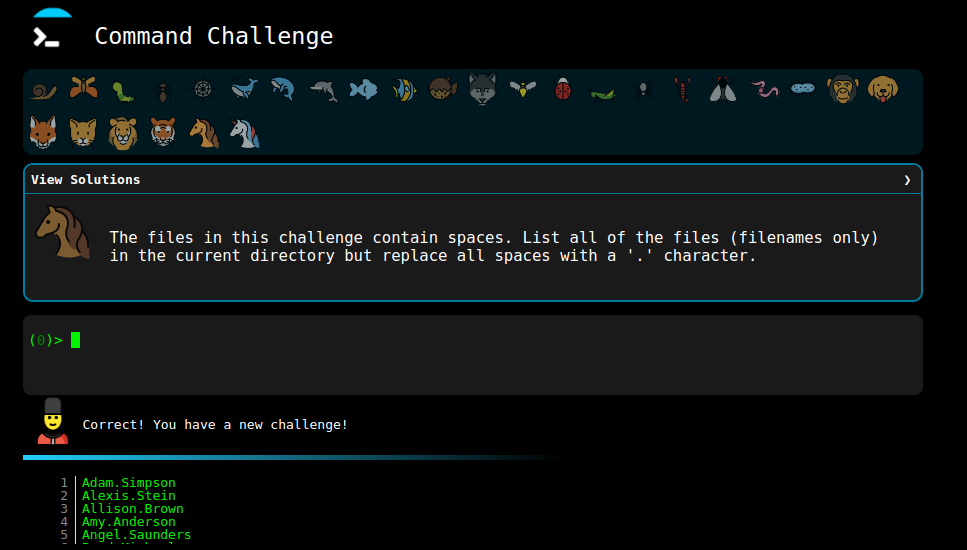 Command Challenge
View Solutions ❯
The files in this challenge contain spaces. List all of the files (filenames only)
in the current directory but replace all spaces with a '.' character.
(0)>
Correct! You have a new challenge!
1 Adam.Simpson
2 Alexis.Stein
3 Allison.Brown
4 Amy.Anderson
5 Angel.Saunders